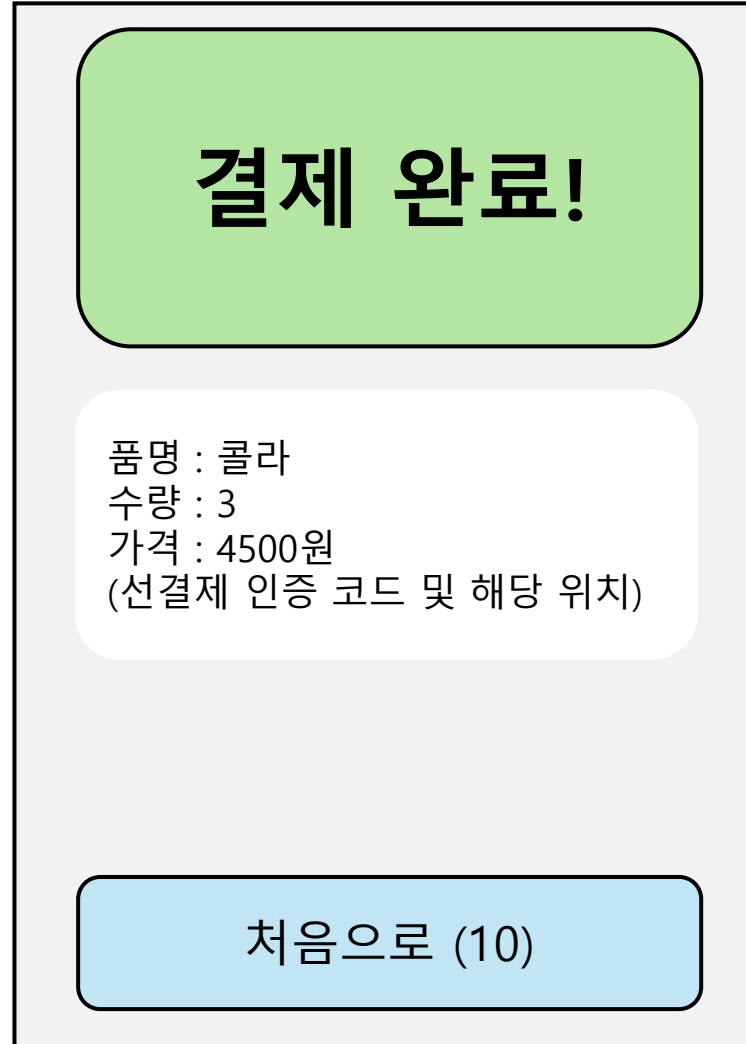 결제 완료!
품명 : 콜라
수량 : 3
가격 : 4500원
(선결제 인증 코드 및 해당 위치)
처음으로 (10)